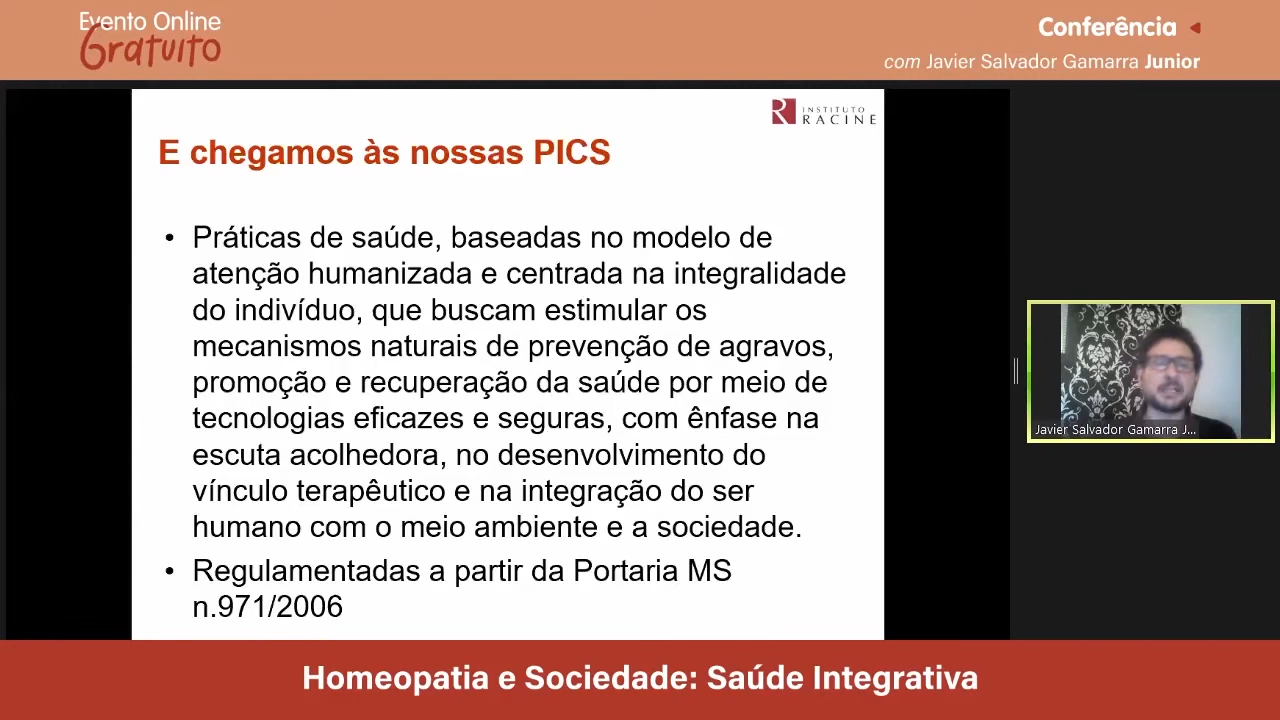 Evento Online
Gratuito
Conferência
com Javier Salvador Gamarra Junior
INSTITUTO
RACINE
E chegamos às nossas PICS
• Práticas de saúde, baseadas no modelo de
atenção humanizada e centrada na integralidade
do indivíduo, que buscam estimular os
mecanismos naturais de prevenção de agravos,
promoção e recuperação da saúde por meio de
tecnologias eficazes e seguras, com ênfase na
escuta acolhedora, no desenvolvimento do
vínculo terapêutico e na integração do ser
humano com o meio ambiente e a sociedade.
• Regulamentadas a partir da Portaria MS
n.971/2006
Javier Salvador Gamarra J...
Homeopatia e Sociedade: Saúde Integrativa